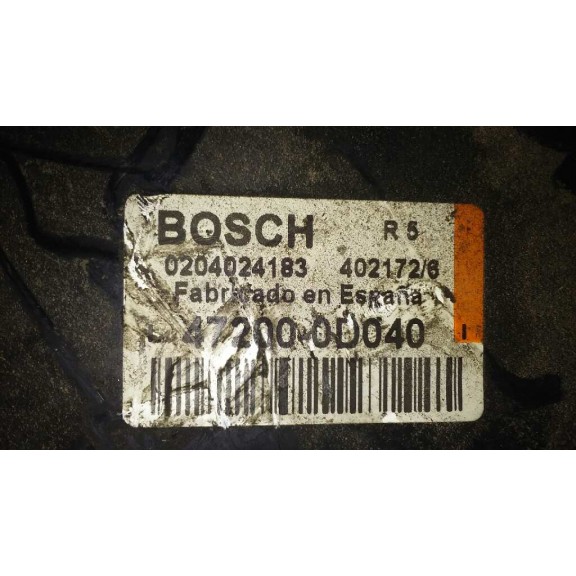 BOSCH R 5
0204024183 402172/6
Fabricado en España
47200-0D040 I